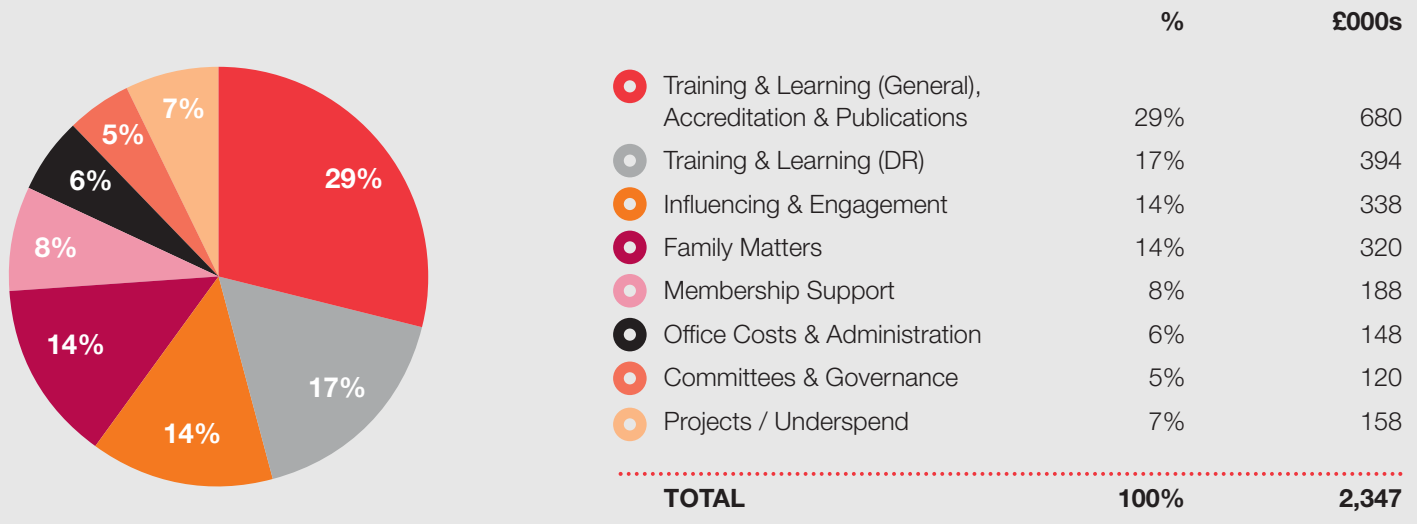 7%
5%
6%
8%
14%
14%
17%
29%
% £000s
Training & Learning (General),
Accreditation & Publications 29% 680
Training & Learning (DR) 17% 394
Influencing & Engagement 14% 338
Family Matters 14% 320
Membership Support 8% 188
Office Costs & Administration 6% 148
Committees & Governance 5% 120
Projects / Underspend 7% 158
TOTAL 100% 2,347